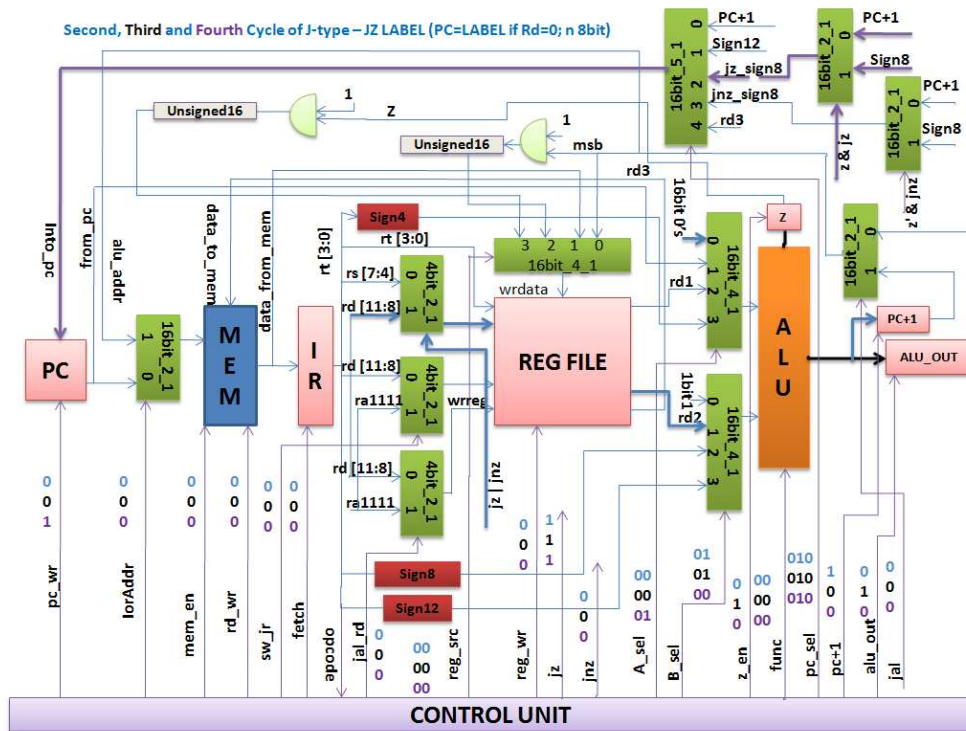 Second, Third and Fourth Cycle of J-type – JZ LABEL (PC=LABEL if Rd=0; n 8bit)
16bit_5_1
0
1
2
3
4
PC+1
Sign12
jz_sign8
jnz_sign8
rd3
16bit_2_1
0
1
PC+1
Sign8
z & jz
16bit_2_1
0
1
PC+1
Sign8
z' & jnz
Unsigned16
1
Z
Unsigned16
1
msb
rd3
Into_pc
from_pc
alu_addr
data_to_mem
data_from_mem
rt [3:0]
Sign4
rt [3:0]
3 2 1 0
16bit_4_1
wrdata
16bit 0's
0
1
2
3
16bit_4_1
rd1
Z
16bit_2_1
0
1
PC
1
0
16bit_2_1
MEM
IR
rs [7:4]
rd [11:8]
0
1
4bit_2_1
rd [11:8]
ra1111
0
1
4bit_2_1
wrreg
rd [11:8]
ra1111
0
1
4bit_2_1
jz | jnz
REG FILE
1bit1
rd2
0
1
2
3
16bit_4_1
ALU
PC+1
ALU_OUT
Sign8
Sign12
0
0
1
pc_wr
0
0
0
IorAddr
0
0
0
mem_en
0
0
0
rd_wr
0
0
0
sw_jr
0
0
0
fetch
opcode
jal_rd
0
0
0
00
00
00
reg_src
0
0
0
reg_wr
1
1
1
jz
0
0
0
jnz
00
00
01
A_sel
01
01
00
B_sel
0
1
0
z_en
00
00
00
func
010
010
010
pc_sel
1
0
0
pc+1
0
1
0
alu_out
0
0
0
jal
CONTROL UNIT